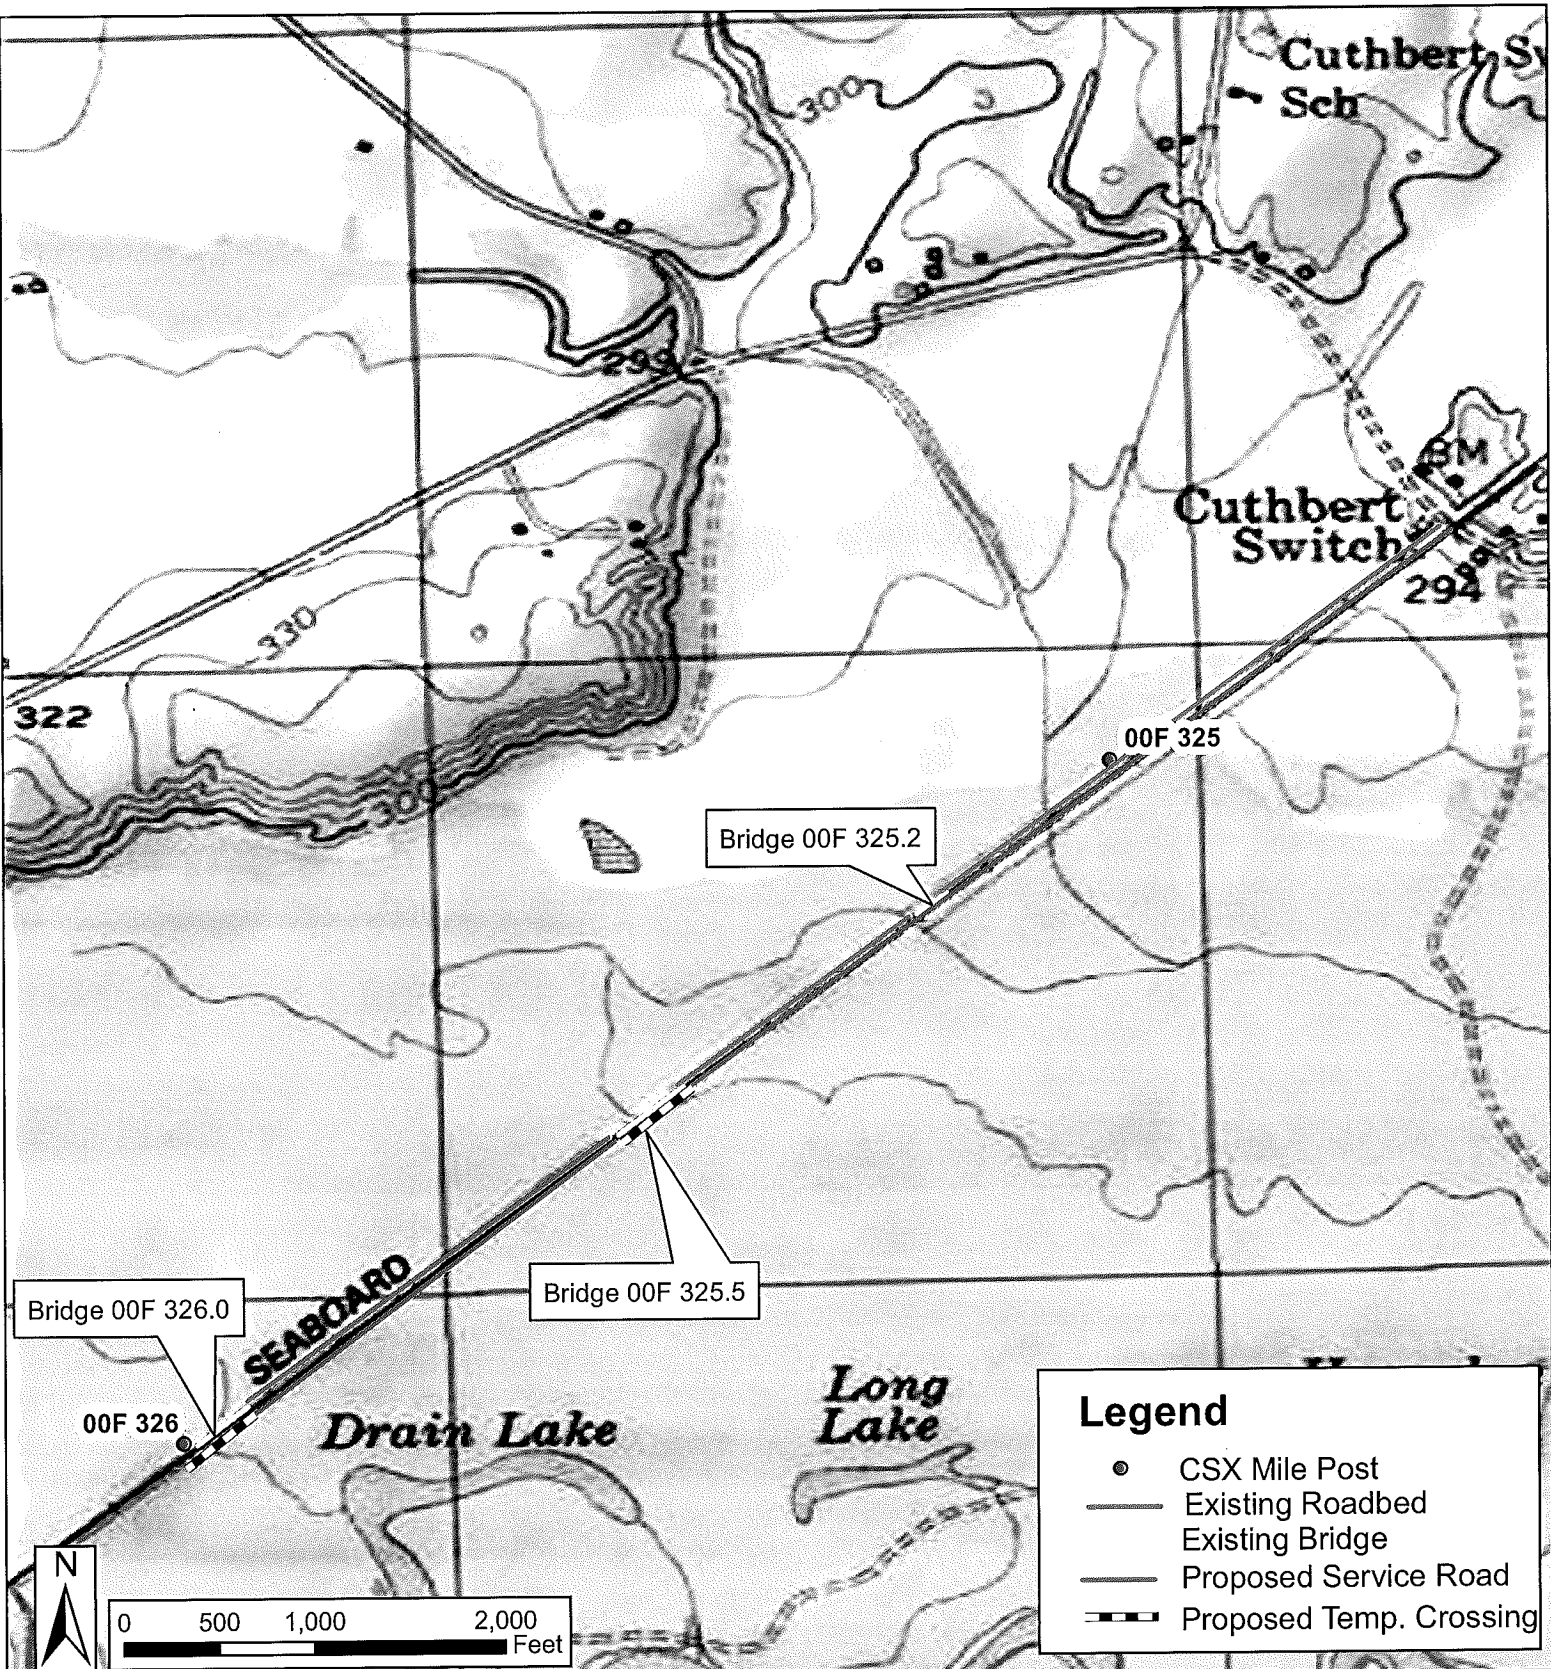 Cuthbert
Sch
300
299
BM
Cuthbert
Switch
294
330
322
00F 325
300
Bridge 00F 325.2
Bridge 00F 325.5
SEABOARD
Bridge 00F 326.0
00F 326
Drain Lake
Long
Lake
Legend
CSX Mile Post
Existing Roadbed
Existing Bridge
Proposed Service Road
Proposed Temp. Crossing
N
0 500 1,000 2,000
Feet